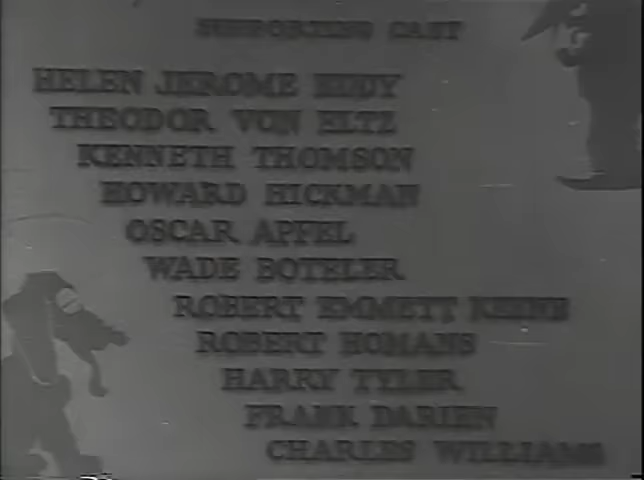 SUPPORTING CAST
HELEN JEROME EDDY
THEODOR VON ELTZ
KENNETH THOMSON
HOWARD HICKMAN
OSCAR APFEL
WADE BOTELER
ROBERT EMMETT KEENE
ROBERT HOMANS
HARRY TYLER
FRANK DARIEN
CHARLES WILLIAMS